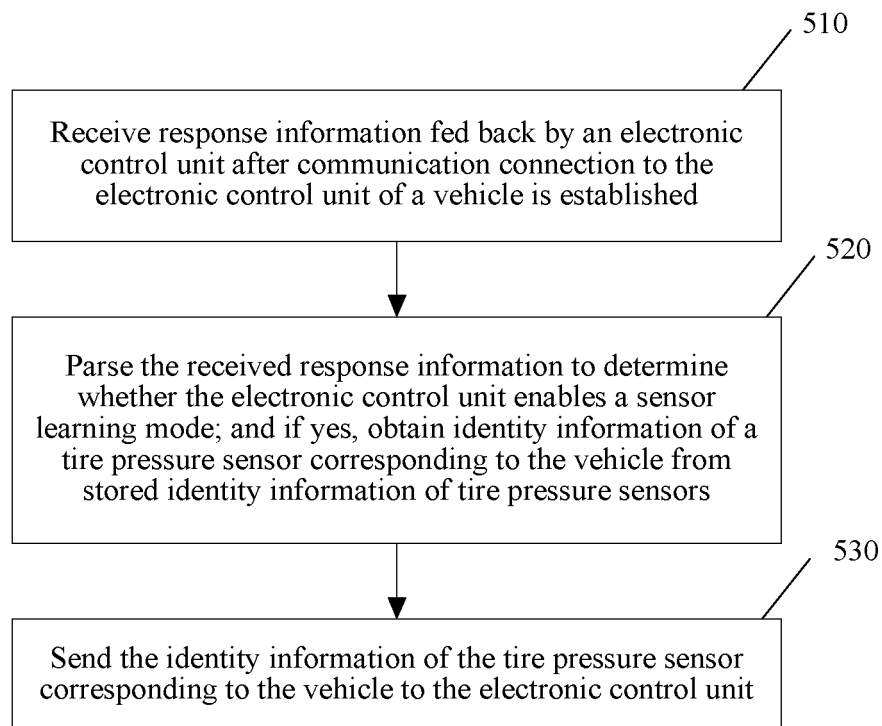 510
Receive response information fed back by an electronic
control unit after communication connection to the
electronic control unit of a vehicle is established
520
Parse the received response information to determine
whether the electronic control unit enables a sensor
learning mode; and if yes, obtain identity information of a
tire pressure sensor corresponding to the vehicle from
stored identity information of tire pressure sensors
530
Send the identity information of the tire pressure sensor
corresponding to the vehicle to the electronic control unit